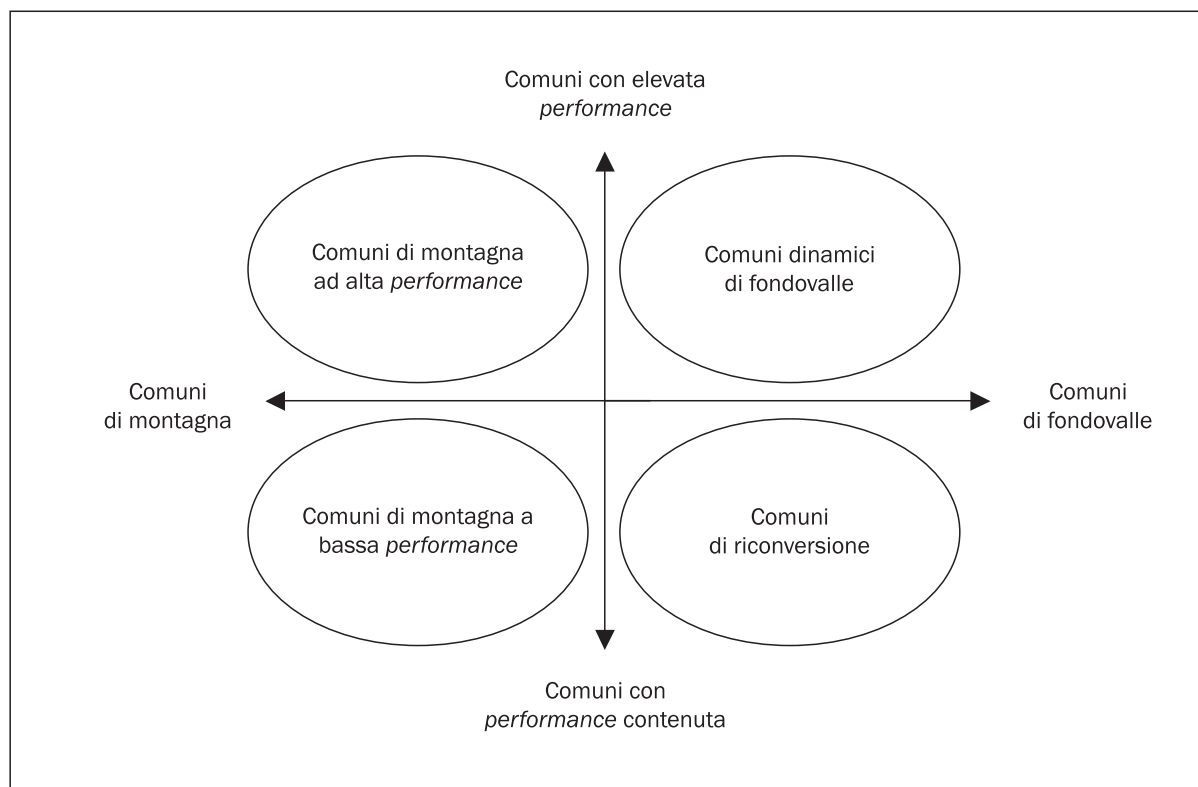 Comuni con elevata
performance
Comuni di montagna
ad alta performance
Comuni dinamici
di fondovalle
Comuni
di montagna
Comuni
di fondovalle
Comuni di montagna a
bassa performance
Comuni
di riconversione
Comuni con
performance contenuta